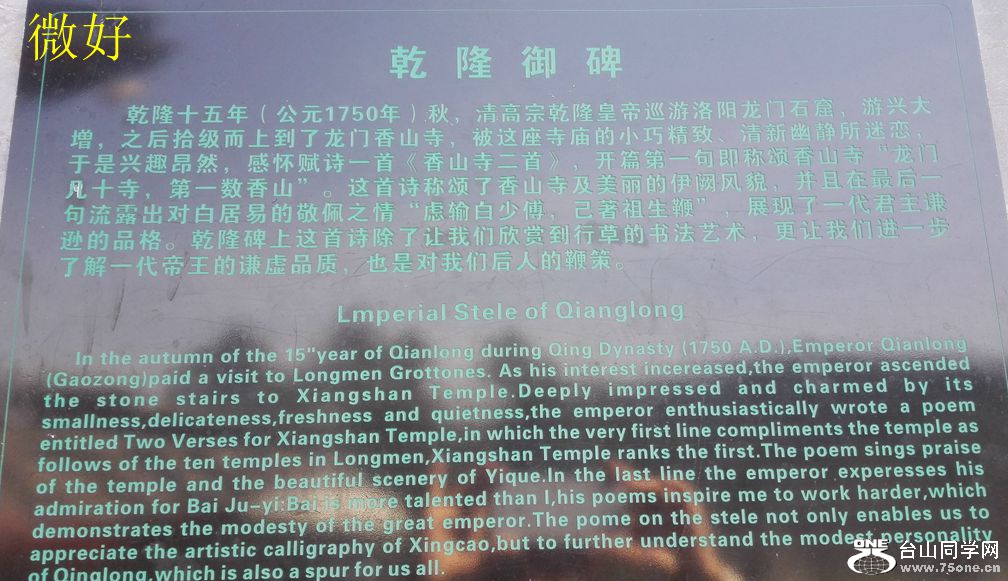 微好
乾隆御碑
乾隆十五年（公元1750年）秋，清高宗乾隆皇帝巡游洛阳龙门石窟，游兴大
增，之后拾级而上到了龙门香山寺，被这座寺庙的小巧精致、清新幽静所迷恋，
于是兴趣昂然，感怀赋诗一首《香山寺二首》，开篇第一句即称颂香山寺“龙门
凡十寺，第一数香山”。这首诗称颂了香山寺及美丽的伊阙风貌，并且在最后一
句流露出对白居易的敬佩之情“虑输白少傅，己著祖生鞭”，展现了一代君主谦
逊的品格。乾隆碑上这首诗除了让我们欣赏到行草的书法艺术，更让我们进一步
了解一代帝王的谦虚品质，也是对我们后人的鞭策。
Lmperial Stele of Qianglong
In the autumn of the 15"year of Qianlong during Qing Dynasty (1750 A.D.),Emperor Qianlong
(Gaozong)paid a visit to Longmen Grottones. As his interest incereased,the emperor ascended
the stone stairs to Xiangshan Temple.Deeply impressed and charmed by its
smallness,delicateness,freshness and quietness,the emperor enthusiastically wrote a poem
entitled Two Verses for Xiangshan Temple,in which the very first line compliments the temple as
follows of the ten temples in Longmen,Xiangshan Temple ranks the first.The poem sings praise
of the temple and the beautiful scenery of Yique.In the last line the emperor experesses his
admiration for Bai Ju-yi:Bai is more talented than I,his poems inspire me to work harder,which
demonstrates the modesty of the great emperor.The pome on the stele not only enables us to
appreciate the artistic calligraphy of Xingcao,but to further understand the modest personality
of Qinglong,which is also a spur for us all.
ONE
台山同学网
www.75one.cn